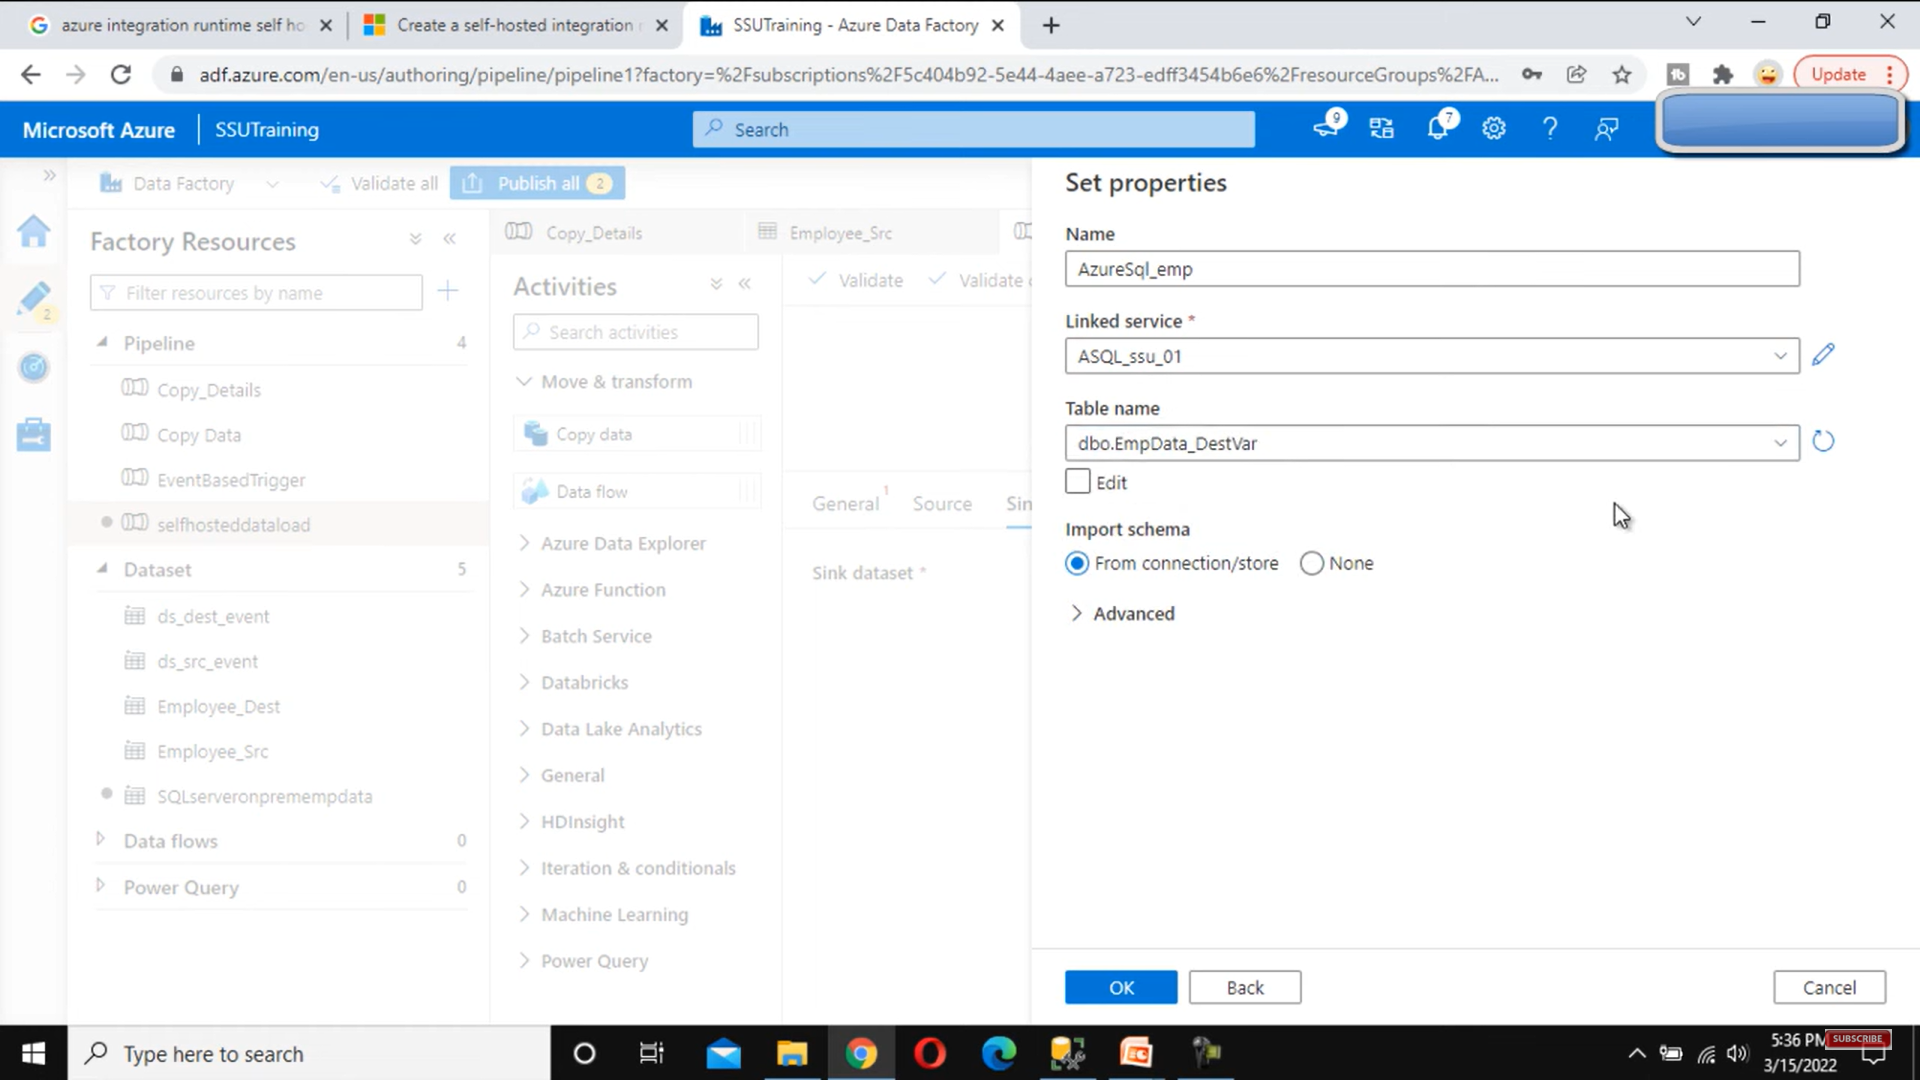 azure integration runtime self ho
Create a self-hosted integration r
SSUTraining - Azure Data Factory
adf.azure.com/en-us/authoring/pipeline/pipeline1?factory=%2Fsubscriptions%2F5c404b92-5e44-4aee-a723-edff3454b6e6%2FresourceGroups%2FA...
Update
Microsoft Azure
SSUTraining
Search
9
7
Data Factory
Validate all
Publish all 2
Factory Resources
Filter resources by name
2
Pipeline 4
Copy_Details
Copy Data
EventBasedTrigger
selfhosteddataload
Dataset 5
ds_dest_event
ds_src_event
Employee_Dest
Employee_Src
SQLserveronprememppdata
Data flows 0
Power Query 0
Copy_Details
Employee_Src
Activities
Search activities
Move & transform
Copy data
Data flow
Azure Data Explorer
Azure Function
Batch Service
Databricks
Data Lake Analytics
General
HDInsight
Iteration & conditionals
Machine Learning
Power Query
Validate
Validate c
General 1
Source
Sin
Sink dataset *
Set properties
Name
AzureSql_emp
Linked service *
ASQL_ssu_01
Table name
dbo.EmpData_DestVar
Edit
Import schema
From connection/store
None
Advanced
OK
Back
Cancel
Type here to search
5:36 PM
3/15/2022
SUBSCRIBE